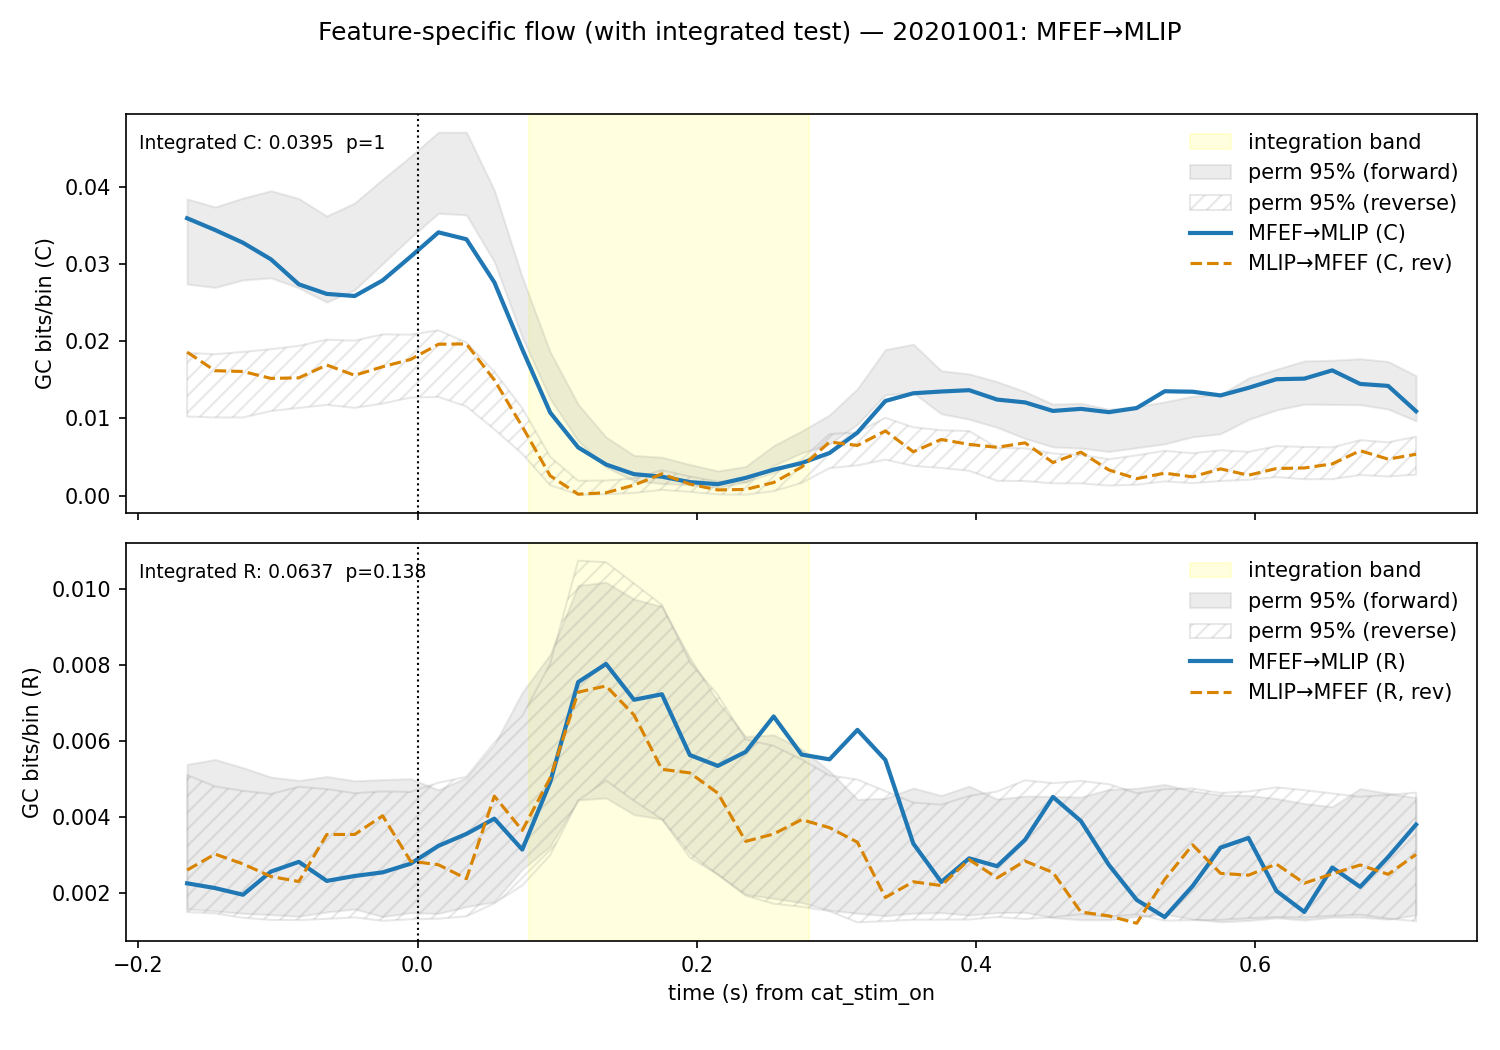 Feature-specific flow (with integrated test) — 20201001: MFEF→MLIP
Integrated C: 0.0395  p=1
integration band
perm 95% (forward)
perm 95% (reverse)
MFEF→MLIP (C)
MLIP→MFEF (C, rev)
GC bits/bin (C)
0.04
0.03
0.02
0.01
0.00
Integrated R: 0.0637  p=0.138
integration band
perm 95% (forward)
perm 95% (reverse)
MFEF→MLIP (R)
MLIP→MFEF (R, rev)
GC bits/bin (R)
0.010
0.008
0.006
0.004
0.002
−0.2
0.0
0.2
0.4
0.6
time (s) from cat_stim_on